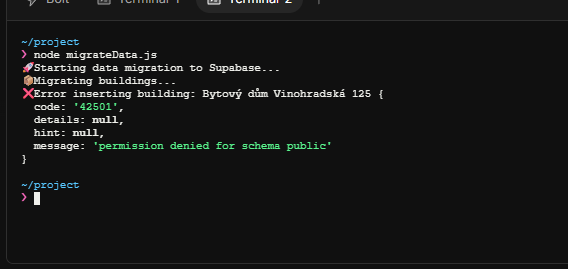 Bolt Terminal 1 Terminal 2 +
~/project
❯ node migrateData.js
🚀Starting data migration to Supabase...
📦Migrating buildings...
❌Error inserting building: Bytový dům Vinohradská 125 {
code: '42501',
details: null,
hint: null,
message: 'permission denied for schema public'
}
~/project
❯